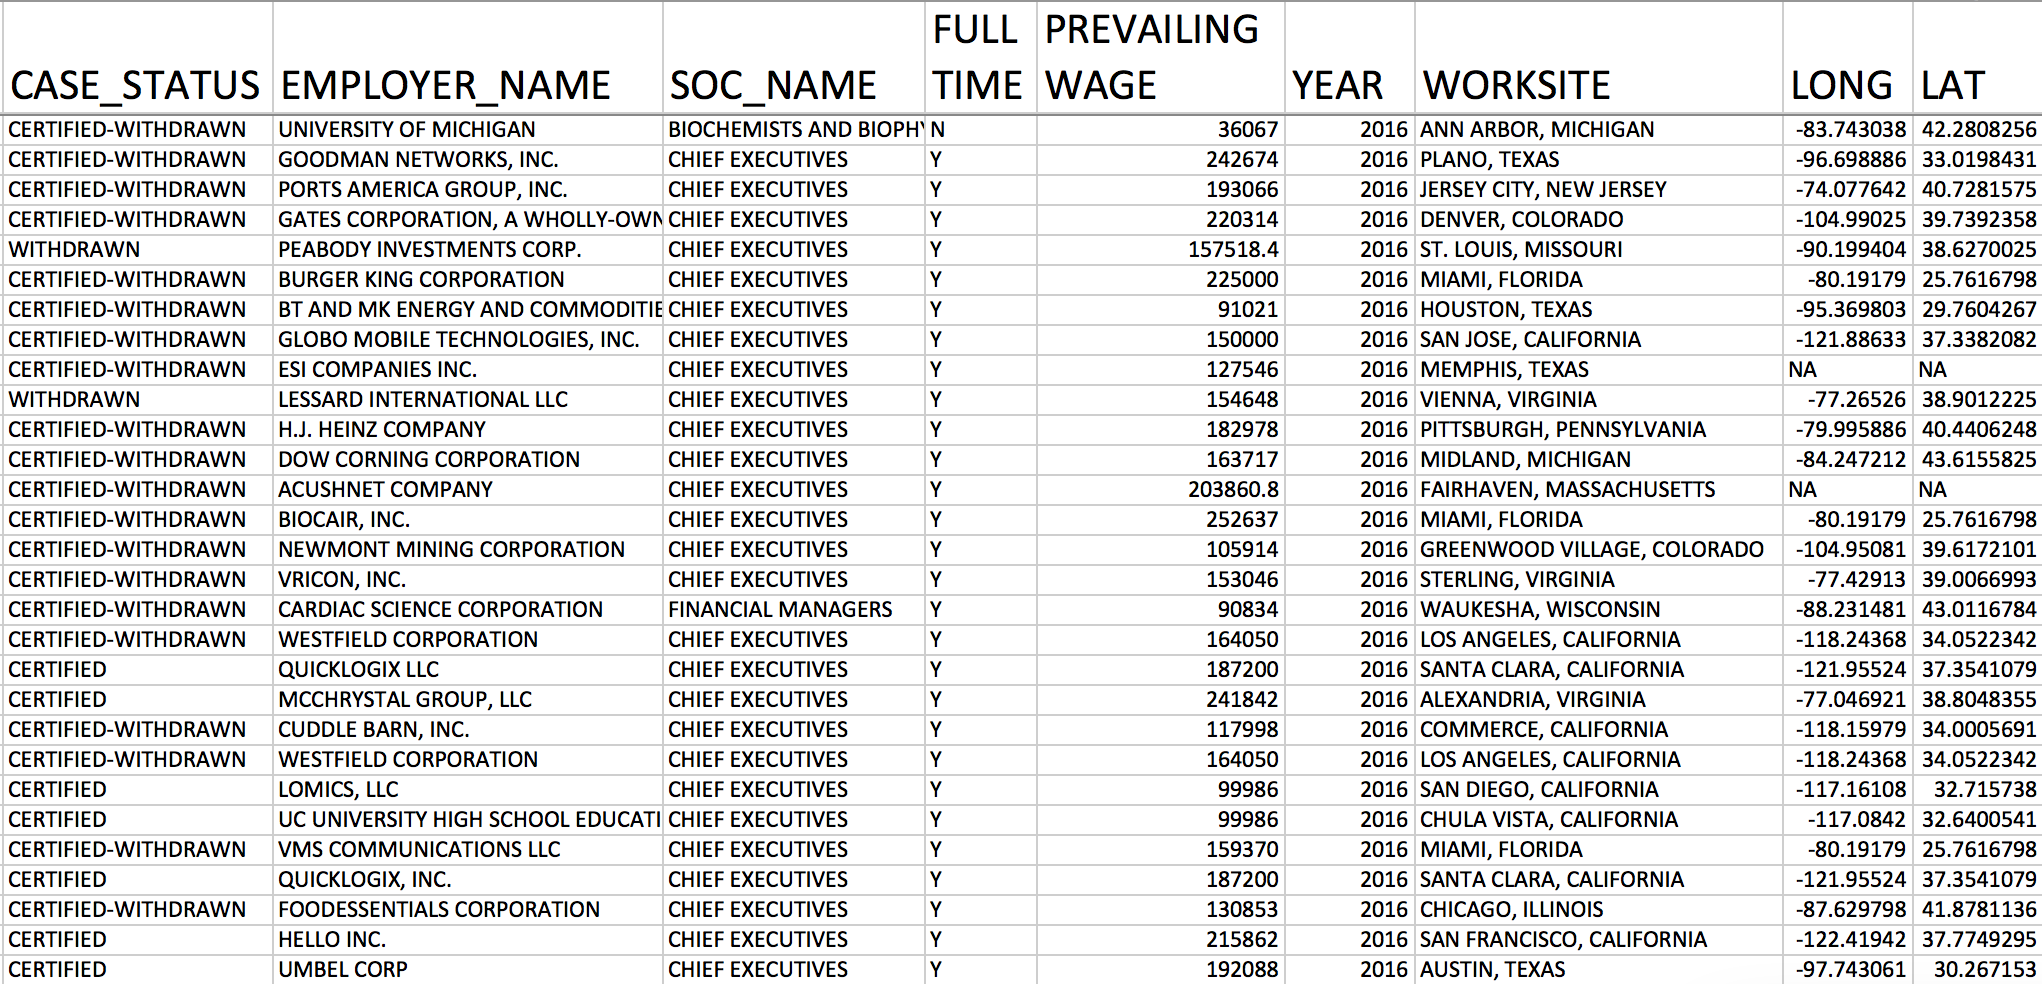 CASE_STATUS EMPLOYER_NAME SOC_NAME FULL TIME PREVAILING WAGE YEAR WORKSITE LONG LAT
CERTIFIED-WITHDRAWN UNIVERSITY OF MICHIGAN BIOCHEMISTS AND BIOPHY N 36067 2016 ANN ARBOR, MICHIGAN -83.743038 42.2808256
CERTIFIED-WITHDRAWN GOODMAN NETWORKS, INC. CHIEF EXECUTIVES Y 242674 2016 PLANO, TEXAS -96.698886 33.0198431
CERTIFIED-WITHDRAWN PORTS AMERICA GROUP, INC. CHIEF EXECUTIVES Y 193066 2016 JERSEY CITY, NEW JERSEY -74.077642 40.7281575
CERTIFIED-WITHDRAWN GATES CORPORATION, A WHOLLY-OWN CHIEF EXECUTIVES Y 220314 2016 DENVER, COLORADO -104.99025 39.7392358
WITHDRAWN PEABODY INVESTMENTS CORP. CHIEF EXECUTIVES Y 157518.4 2016 ST. LOUIS, MISSOURI -90.199404 38.6270025
CERTIFIED-WITHDRAWN BURGER KING CORPORATION CHIEF EXECUTIVES Y 225000 2016 MIAMI, FLORIDA -80.19179 25.7616798
CERTIFIED-WITHDRAWN BT AND MK ENERGY AND COMMODITIE CHIEF EXECUTIVES Y 91021 2016 HOUSTON, TEXAS -95.369803 29.7604267
CERTIFIED-WITHDRAWN GLOBO MOBILE TECHNOLOGIES, INC. CHIEF EXECUTIVES Y 150000 2016 SAN JOSE, CALIFORNIA -121.88633 37.3382082
CERTIFIED-WITHDRAWN ESI COMPANIES INC. CHIEF EXECUTIVES Y 127546 2016 MEMPHIS, TEXAS NA NA
WITHDRAWN LESSARD INTERNATIONAL LLC CHIEF EXECUTIVES Y 154648 2016 VIENNA, VIRGINIA -77.26526 38.9012225
CERTIFIED-WITHDRAWN H.J. HEINZ COMPANY CHIEF EXECUTIVES Y 182978 2016 PITTSBURGH, PENNSYLVANIA -79.995886 40.4406248
CERTIFIED-WITHDRAWN DOW CORNING CORPORATION CHIEF EXECUTIVES Y 163717 2016 MIDLAND, MICHIGAN -84.247212 43.6155825
CERTIFIED-WITHDRAWN ACUSHNET COMPANY CHIEF EXECUTIVES Y 203860.8 2016 FAIRHAVEN, MASSACHUSETTS NA NA
CERTIFIED-WITHDRAWN BIOCAIR, INC. CHIEF EXECUTIVES Y 252637 2016 MIAMI, FLORIDA -80.19179 25.7616798
CERTIFIED-WITHDRAWN NEWMONT MINING CORPORATION CHIEF EXECUTIVES Y 105914 2016 GREENWOOD VILLAGE, COLORADO -104.95081 39.6172101
CERTIFIED-WITHDRAWN VRICON, INC. CHIEF EXECUTIVES Y 153046 2016 STERLING, VIRGINIA -77.42913 39.0066993
CERTIFIED-WITHDRAWN CARDIAC SCIENCE CORPORATION FINANCIAL MANAGERS Y 90834 2016 WAUKESHA, WISCONSIN -88.231481 43.0116784
CERTIFIED-WITHDRAWN WESTFIELD CORPORATION CHIEF EXECUTIVES Y 164050 2016 LOS ANGELES, CALIFORNIA -118.24368 34.0522342
CERTIFIED QUICKLOGIX LLC CHIEF EXECUTIVES Y 187200 2016 SANTA CLARA, CALIFORNIA -121.95524 37.3541079
CERTIFIED MCCHRYSTAL GROUP, LLC CHIEF EXECUTIVES Y 241842 2016 ALEXANDRIA, VIRGINIA -77.046921 38.8048355
CERTIFIED-WITHDRAWN CUDDLE BARN, INC. CHIEF EXECUTIVES Y 117998 2016 COMMERCE, CALIFORNIA -118.15979 34.0005691
CERTIFIED-WITHDRAWN WESTFIELD CORPORATION CHIEF EXECUTIVES Y 164050 2016 LOS ANGELES, CALIFORNIA -118.24368 34.0522342
CERTIFIED LOMICS, LLC CHIEF EXECUTIVES Y 99986 2016 SAN DIEGO, CALIFORNIA -117.16108 32.715738
CERTIFIED UC UNIVERSITY HIGH SCHOOL EDUCATI CHIEF EXECUTIVES Y 99986 2016 CHULA VISTA, CALIFORNIA -117.0842 32.6400541
CERTIFIED-WITHDRAWN VMS COMMUNICATIONS LLC CHIEF EXECUTIVES Y 159370 2016 MIAMI, FLORIDA -80.19179 25.7616798
CERTIFIED QUICKLOGIX, INC. CHIEF EXECUTIVES Y 187200 2016 SANTA CLARA, CALIFORNIA -121.95524 37.3541079
CERTIFIED-WITHDRAWN FOODESSENTIALS CORPORATION CHIEF EXECUTIVES Y 130853 2016 CHICAGO, ILLINOIS -87.629798 41.8781136
CERTIFIED HELLO INC. CHIEF EXECUTIVES Y 215862 2016 SAN FRANCISCO, CALIFORNIA -122.41942 37.7749295
CERTIFIED UMBEL CORP CHIEF EXECUTIVES Y 192088 2016 AUSTIN, TEXAS -97.743061 30.267153